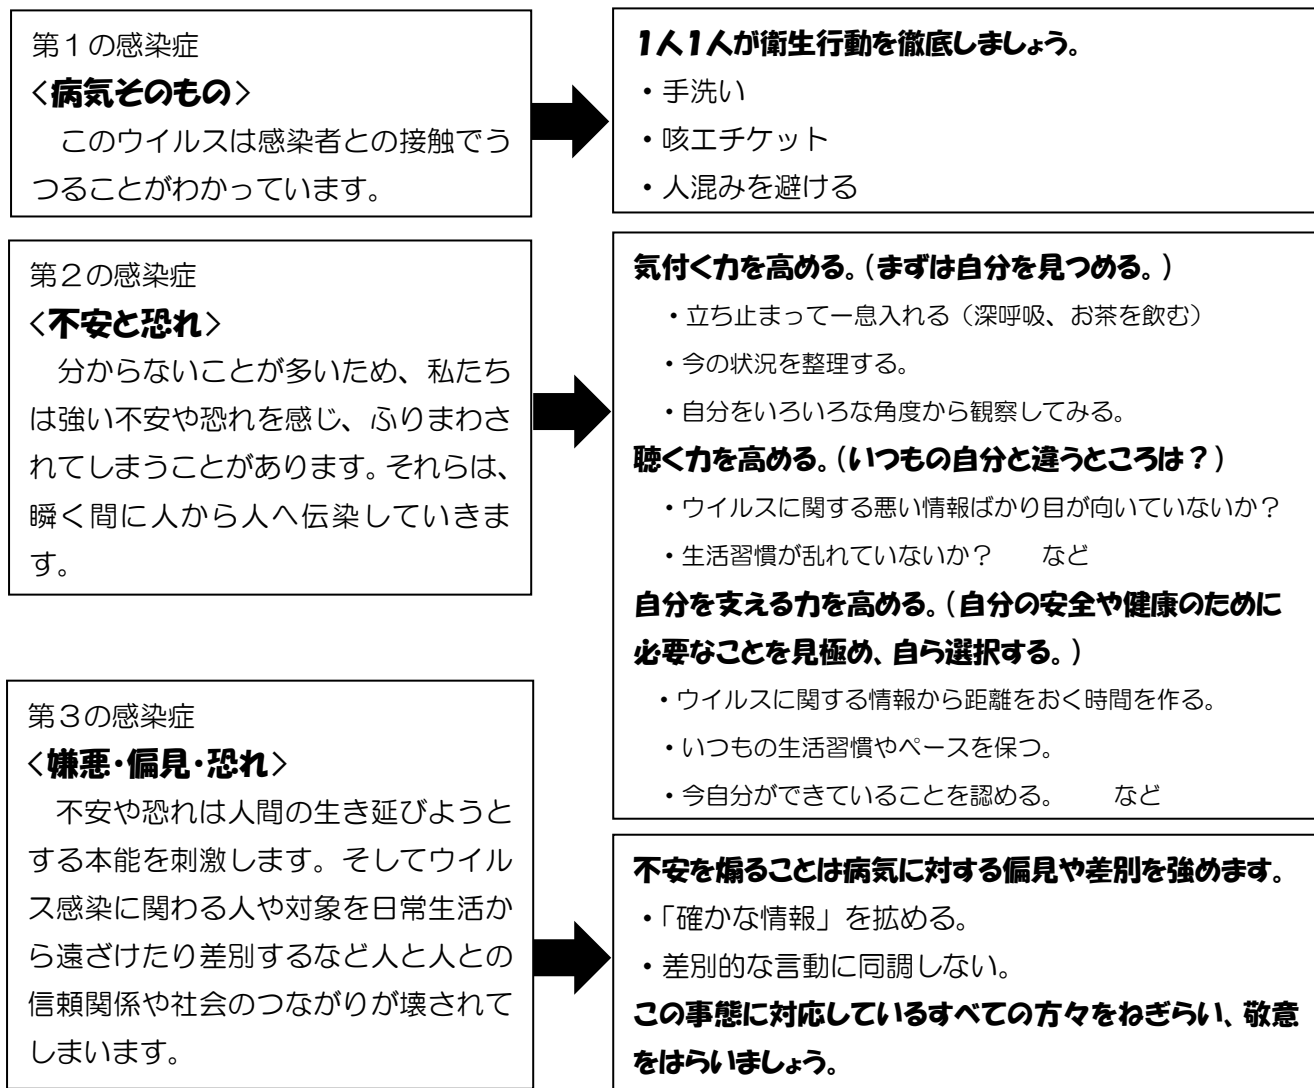 第1の感染症
<病気そのもの>
このウイルスは感染者との接触でう
つることがわかっています。
1人1人が衛生行動を徹底しましょう。
・手洗い
・咳エチケット
・人混みを避ける
第2の感染症
<不安と恐れ>
分からないことが多いため、私たち
は強い不安や恐れを感じ、ふりまわさ
れてしまうことがあります。それらは、
瞬く間に人から人へ伝染していきま
す。
気付く力を高める。(まずは自分を見つめる。)
・立ち止まって一息入れる(深呼吸、お茶を飲む)
・今の状況を整理する。
・自分をいろいろな角度から観察してみる。
聴く力を高める。(いつもの自分と違うところは?)
・ウイルスに関する悪い情報ばかり目が向いていないか?
・生活習慣が乱れていないか? など
自分を支える力を高める。(自分の安全や健康のために
必要なことを見極め、自ら選択する。)
・ウイルスに関する情報から距離をおく時間を作る。
・いつもの生活習慣やペースを保つ。
・今自分ができていることを認める。 など
第3の感染症
<嫌悪・偏見・恐れ>
不安や恐れは人間の生き延びようと
する本能を刺激します。そしてウイル
ス感染に関わる人や対象を日常生活か
ら遠ざけたり差別するなど人と人との
信頼関係や社会のつながりが壊されて
しまいます。
不安を煽ることは病気に対する偏見や差別を強めます。
・「確かな情報」を拡める。
・差別的な言動に同調しない。
この事態に対応しているすべての方々をねぎらい、敬意
をはらいましょう。